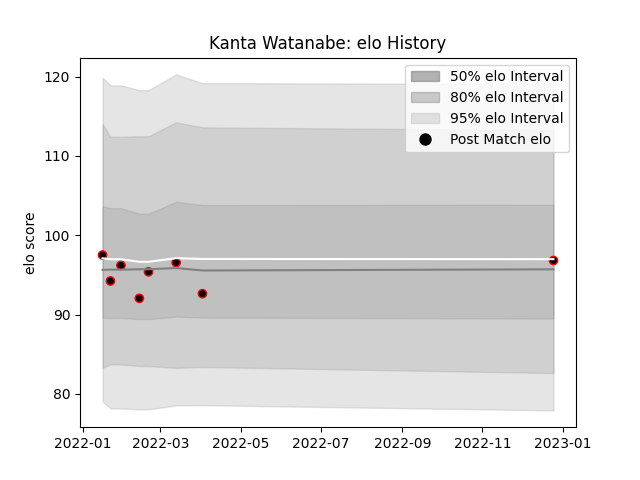 Kanta Watanabe: elo History
120
110
100
90
80
elo score
50% elo Interval
80% elo Interval
95% elo Interval
Post Match elo
2022-01
2022-03
2022-05
2022-07
2022-09
2022-11
2023-01